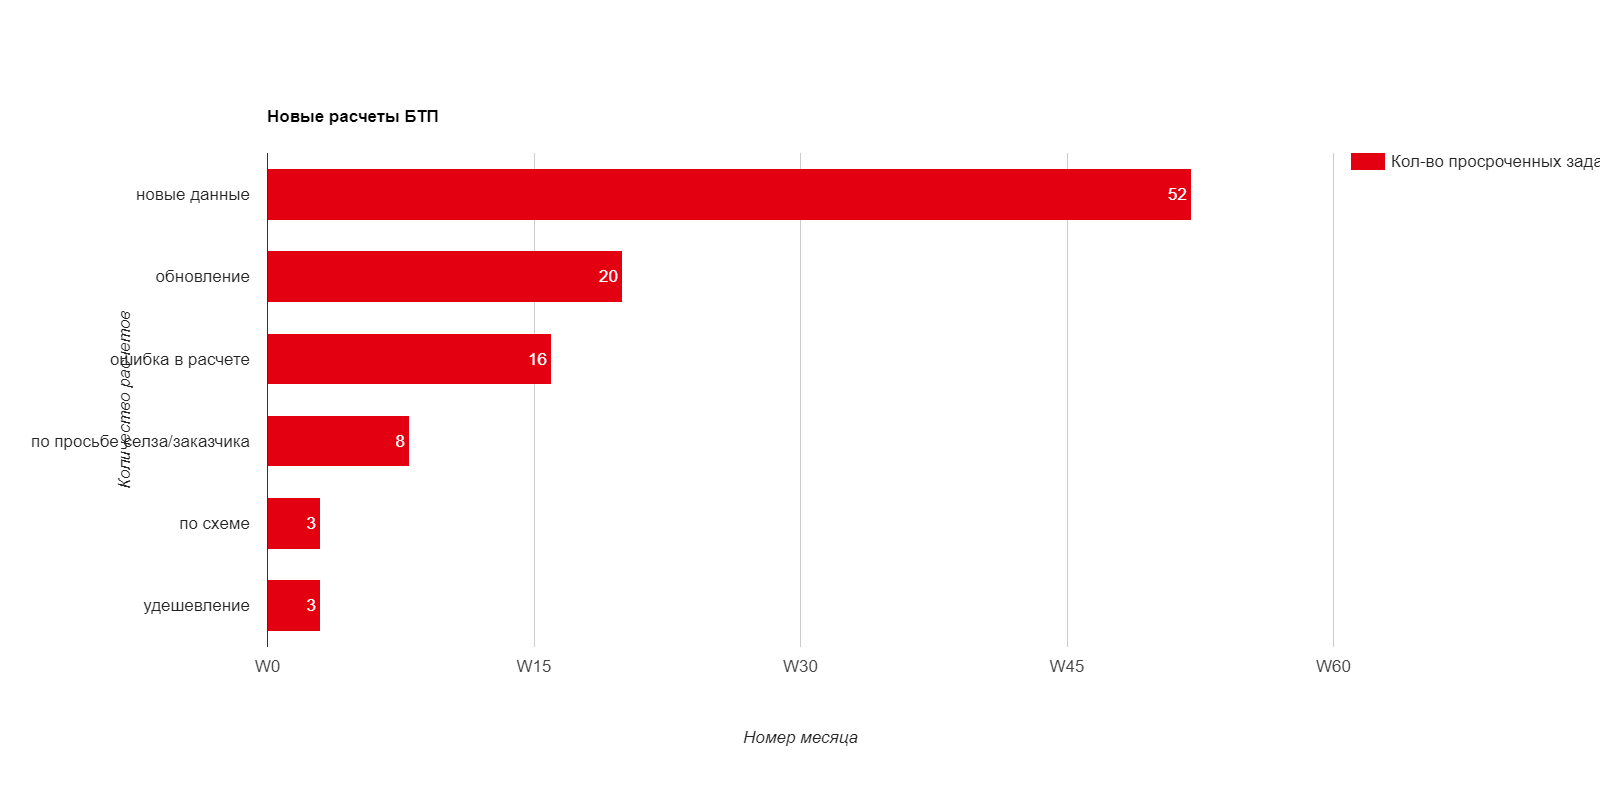 Новые расчеты БТП
Кол-во просроченных зада
новые данные
52
обновление
20
ошибка в расчете
16
по просьбе селза/заказчика
8
по схеме
3
удешевление
3
Количество расчетов
W0
W15
W30
W45
W60
Номер месяца